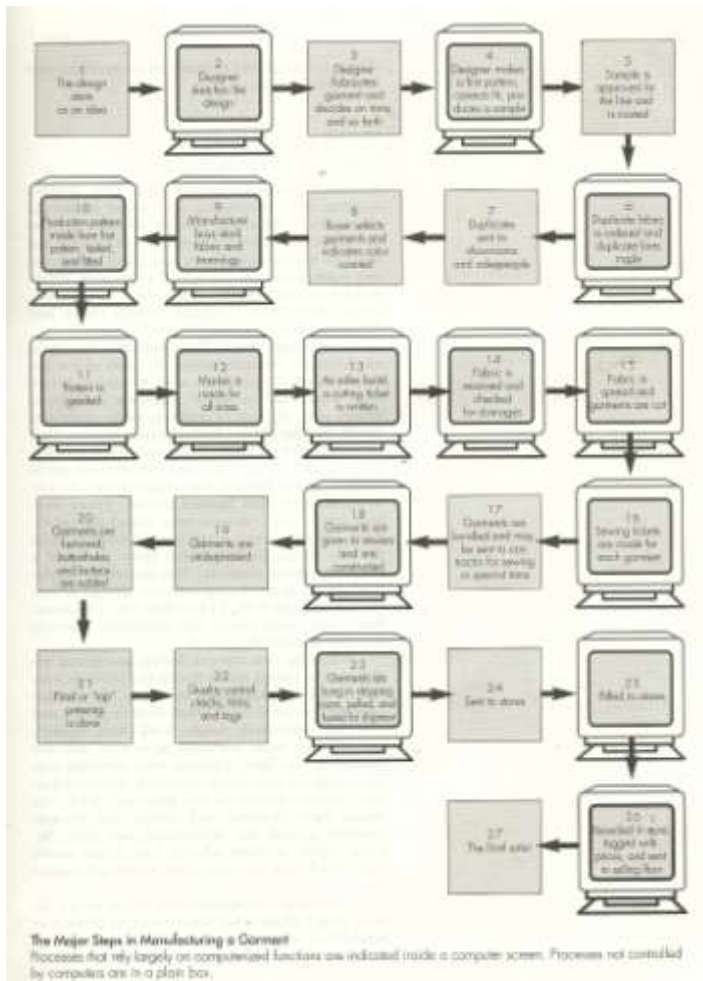 1
The design
starts
as an idea
2
Designer
sketches the
design
3
Designer
fabricates
garment and
decides on trims
and so forth
4
Designer makes
a first pattern,
corrects fit, pro-
duces a sample
5
Sample is
approved for
the line and
is costed
6
Duplicate fabric
is ordered and
duplicate lines
made
7
Duplicates
sent to
showrooms
and salespeople
8
Buyer selects
garments and
indicates color
wanted
9
Manufacturer
buys stock
fabric and
trimmings
10
Production pattern
made from first
pattern, tested,
and fitted
11
Pattern is
graded
12
Marker is
made for
all sizes
13
As sales build,
a cutting ticket
is written
14
Fabric is
received and
checked
for damages
15
Fabric is
spread and
garments are cut
16
Sewing tickets
are made for
each garment
17
Garments are
bundled and may
be sent to con-
tractor for sewing
or special trims
18
Garments are
given to sewers
and are
constructed
19
Garments are
underpressed
20
Garments are
hemmed,
buttonholes
and buttons
are added
21
Final or "top"
pressing
is done
22
Quality control
checks, trims,
and tags
23
Garments are
hung in shipping
room, pulled, and
boxed for shipment
24
Sent to stores
25
Billed to stores
26
Received in store,
tagged with
prices, and sent
to selling floor
27
The final sale!
The Major Steps in Manufacturing a Garment
Processes that rely largely on computerized functions are indicated inside a computer screen. Processes not controlled
by computers are in a plain box.